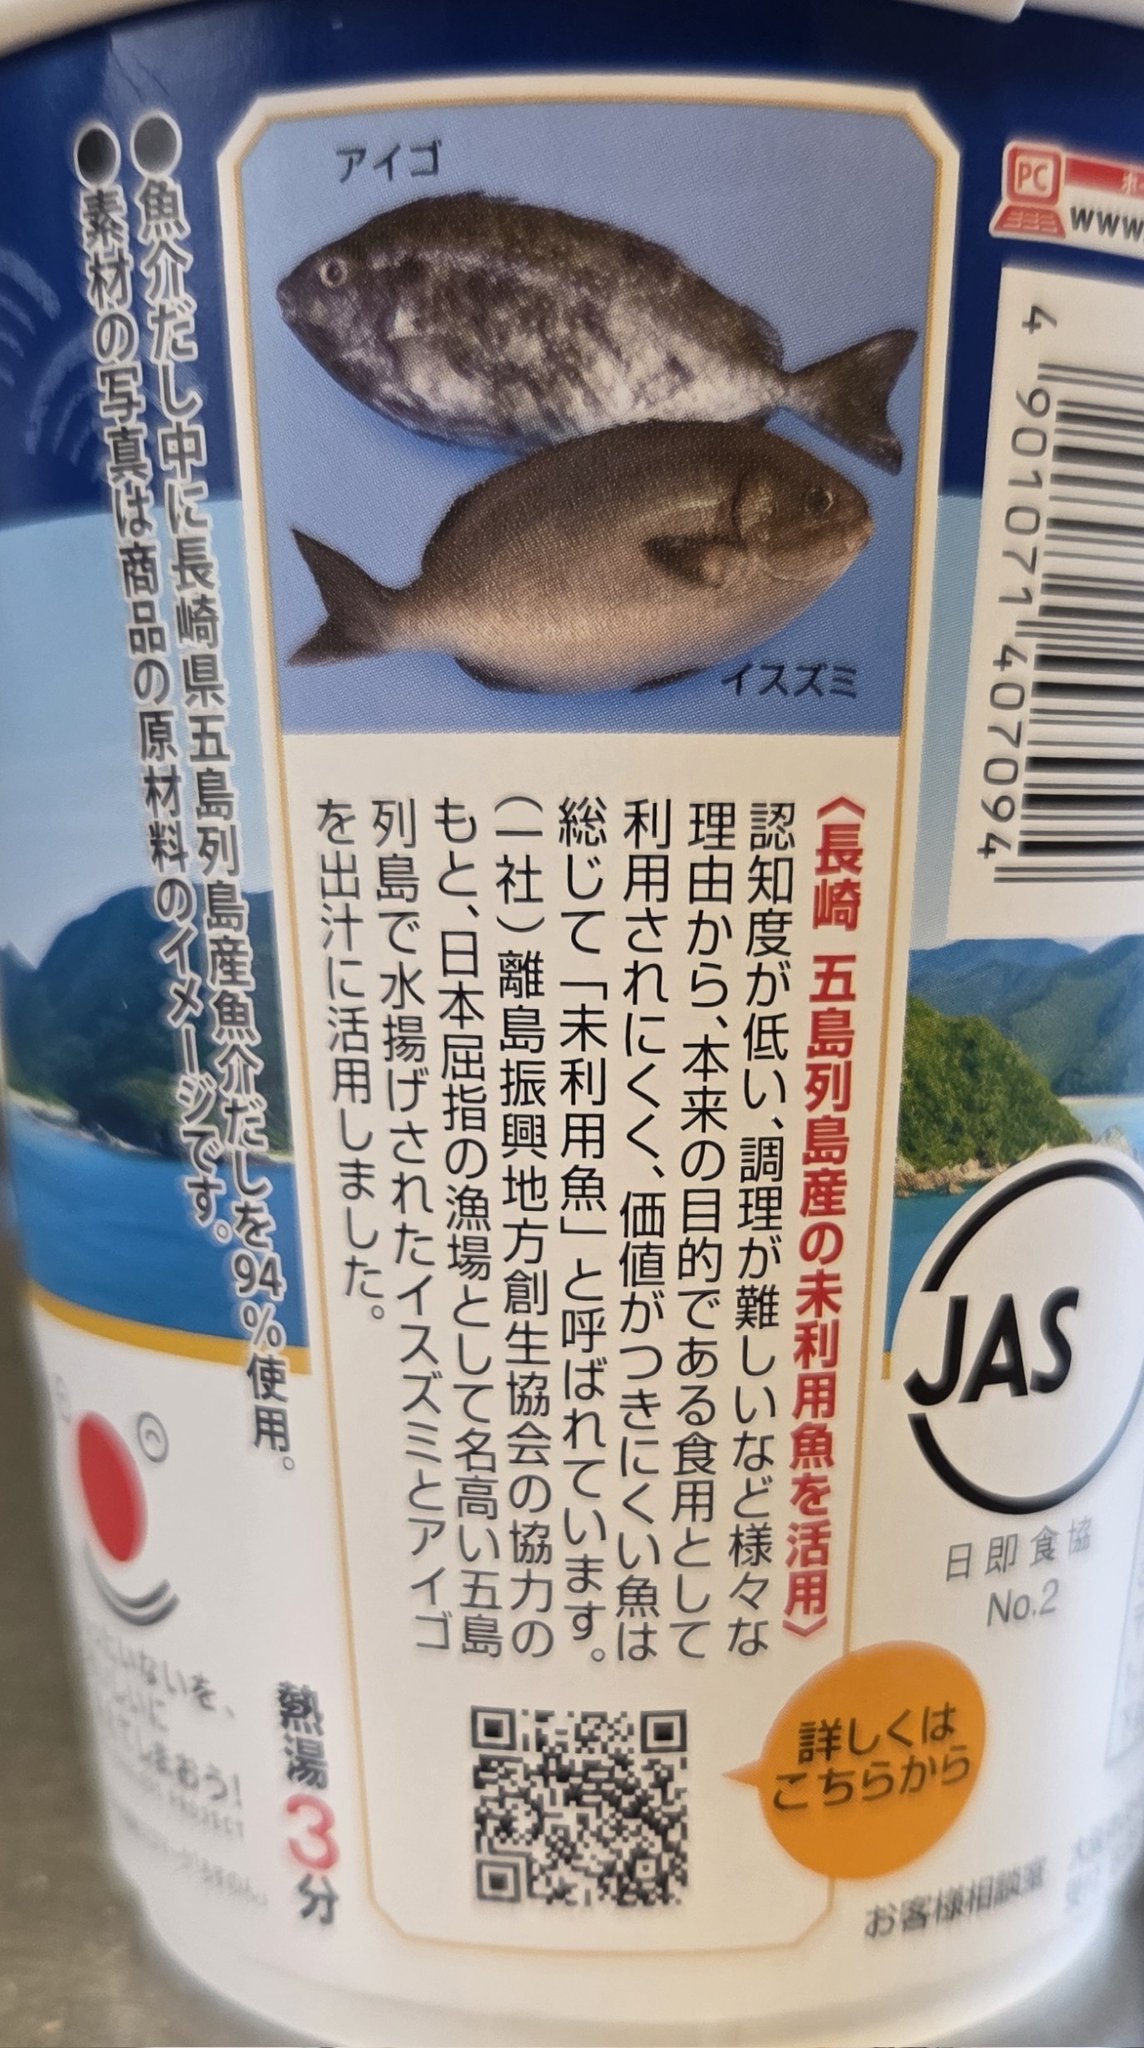 アイゴ
イスズミ
〈長崎 五島列島産の未利用魚を活用〉
認知度が低い、調理が難しいなど様々な
理由から、本来の目的である食用として
利用されにくく、価値がつきにくい魚は
総じて「未利用魚」と呼ばれています。
(一社)離島振興地方創生協会の協力の
もと、日本屈指の漁場として名高い五島
列島で水揚げされたイスズミとアイゴ
を出汁に活用しました。
●魚介だし中に長崎県五島列島産魚介だしを94%使用。
●素材の写真は商品の原材料のイメージです。
詳しくは
こちらから
熱湯3分
PC
www
4 901071 407094
JAS
日即食協
No.2
お客様相談室
いないを、
まおう!
PROJECT